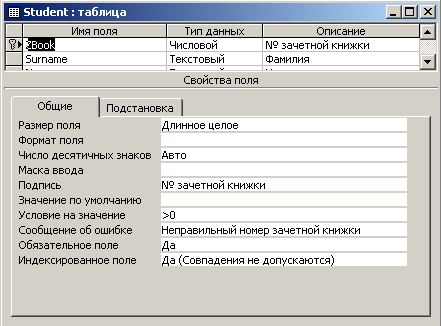 Student : таблица
Имя поля Тип данных Описание
ZBook Числовой № зачетной книжки
Surname Текстовый Фамилия
Свойства поля
Общие Подстановка
Размер поля Длинное целое
Формат поля
Число десятичных знаков Авто
Маска ввода
Подпись № зачетной книжки
Значение по умолчанию
Условие на значение >0
Сообщение об ошибке Неправильный номер зачетной книжки
Обязательное поле Да
Индексированное поле Да (Совпадения не допускаются)